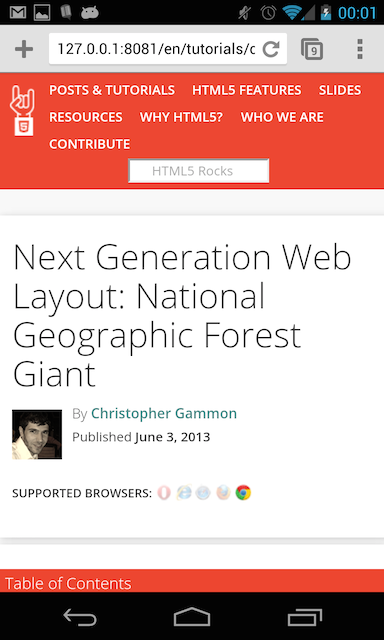 00:01
127.0.0.1:8081/en/tutorials/c
9
POSTS & TUTORIALS HTML5 FEATURES SLIDES
RESOURCES WHY HTML5? WHO WE ARE
CONTRIBUTE
HTML5 Rocks
Next Generation Web
Layout: National
Geographic Forest
Giant
By Christopher Gammon
Published June 3, 2013
SUPPORTED BROWSERS:
Table of Contents